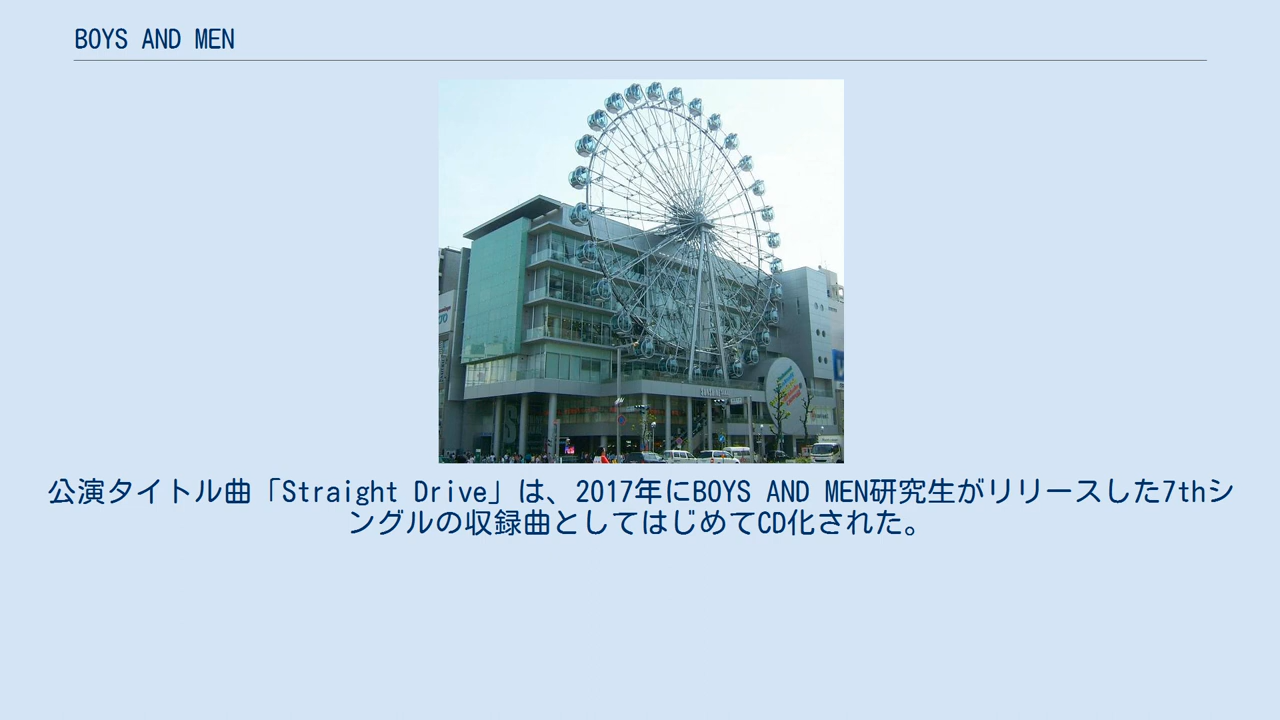 BOYS AND MEN
公演タイトル曲「Straight Drive」は、2017年にBOYS AND MEN研究生がリリースした7thシ
ングルの収録曲としてはじめてCD化された。